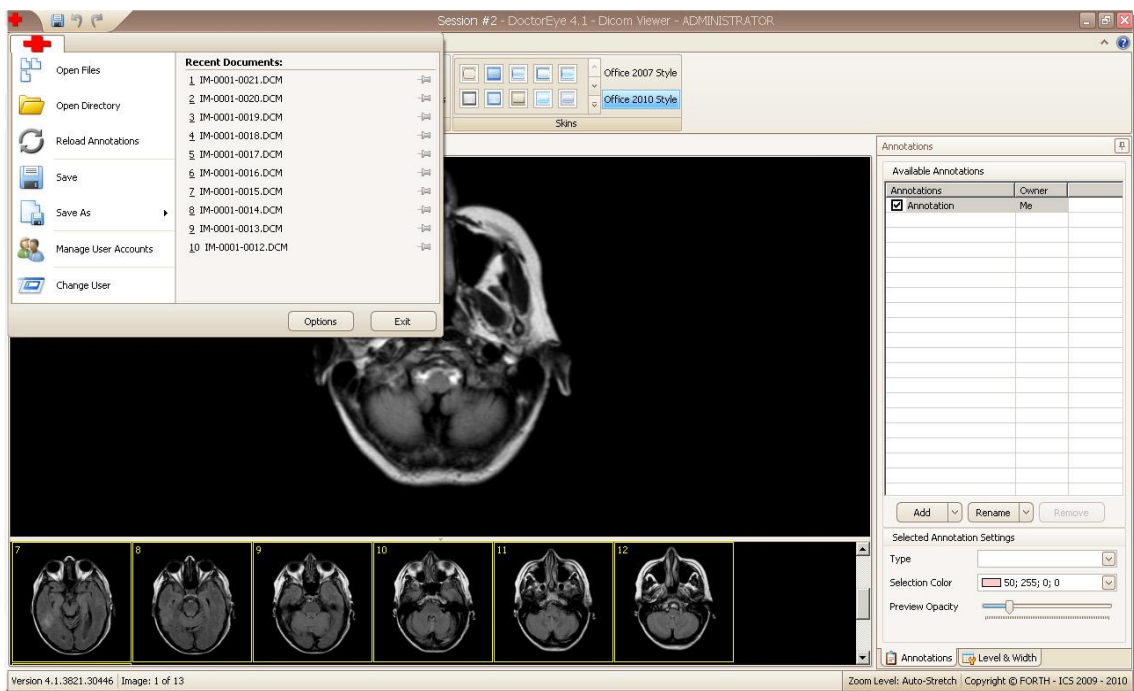 Session #2 - DoctorEye 4.1 - Dicom Viewer - ADMINISTRATOR
Open Files
Open Directory
Reload Annotations
Save
Save As
Manage User Accounts
Change User
Recent Documents:
1 IM-0001-0021.DCM
2 IM-0001-0020.DCM
3 IM-0001-0019.DCM
4 IM-0001-0018.DCM
5 IM-0001-0017.DCM
6 IM-0001-0016.DCM
7 IM-0001-0015.DCM
8 IM-0001-0014.DCM
9 IM-0001-0013.DCM
10 IM-0001-0012.DCM
Options Exit
Office 2007 Style
Office 2010 Style
Skins
Annotations
Available Annotations
Annotations Owner
Annotation Me
Add Rename Remove
Selected Annotation Settings
Type
Selection Color 50; 255; 0; 0
Preview Opacity
Annotations Level & Width
7 8 9 10 11 12
Version 4.1.3821.30446 Image: 1 of 13
Zoom Level: Auto-Stretch Copyright © FORTH - ICS 2009 - 2010